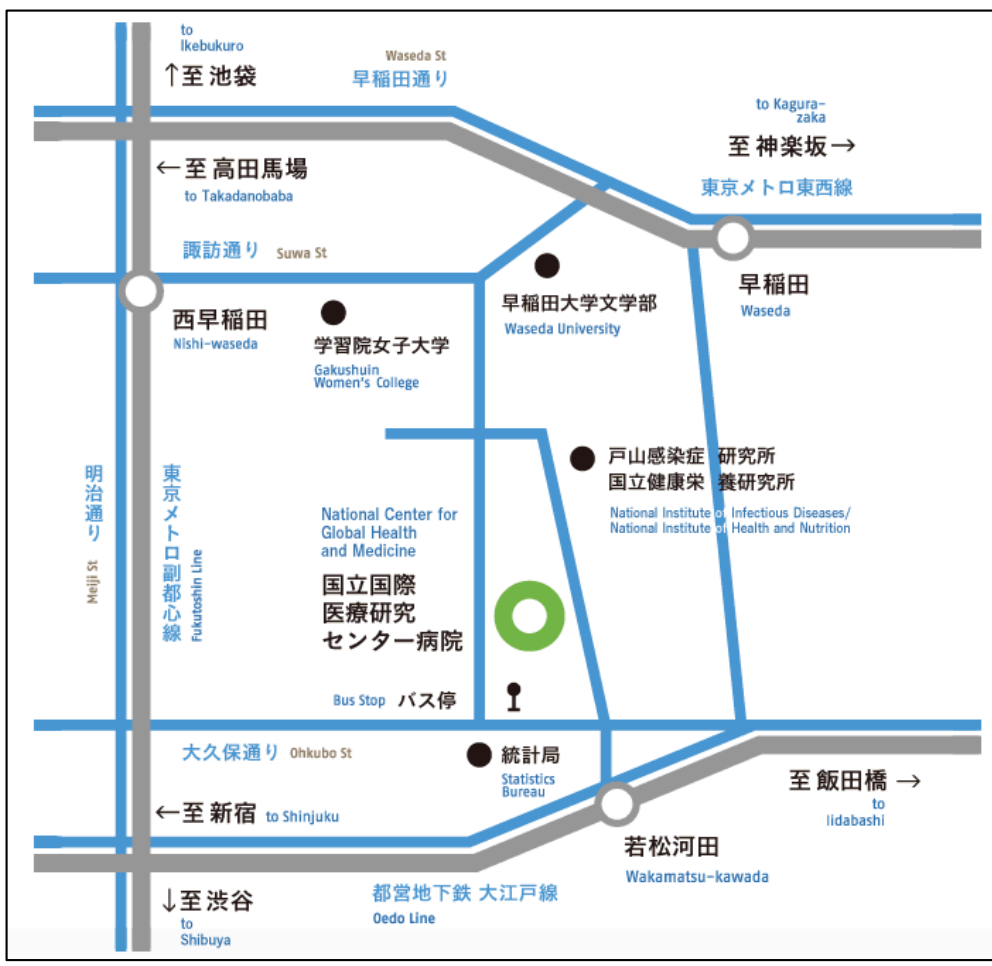 to
Ikebukuro
↑至 池袋
Waseda St
早稲田通り
to Kagura-
zaka
至 神楽坂→
←至 高田馬場
to Takadanobaba
東京メトロ東西線
諏訪通り Suwa St
西早稲田
Nishi-waseda
学習院女子大学
Gakushuin
Women's College
早稲田大学文学部
Waseda University
早稲田
Waseda
戸山感染症 研究所
国立健康栄 養研究所
National Institute of Infectious Diseases/
National Institute of Health and Nutrition
明治通り
Meiji St
東京メトロ副都心線
Fukutoshin Line
National Center for
Global Health
and Medicine
国立国際
医療研究
センター病院
Bus Stop バス停
大久保通り Ohkubo St
統計局
Statistics
Bureau
←至 新宿 to Shinjuku
至 飯田橋 →
to
Iidabashi
若松河田
Wakamatsu-kawada
↓至 渋谷
to
Shibuya
都営地下鉄 大江戸線
Oedo Line